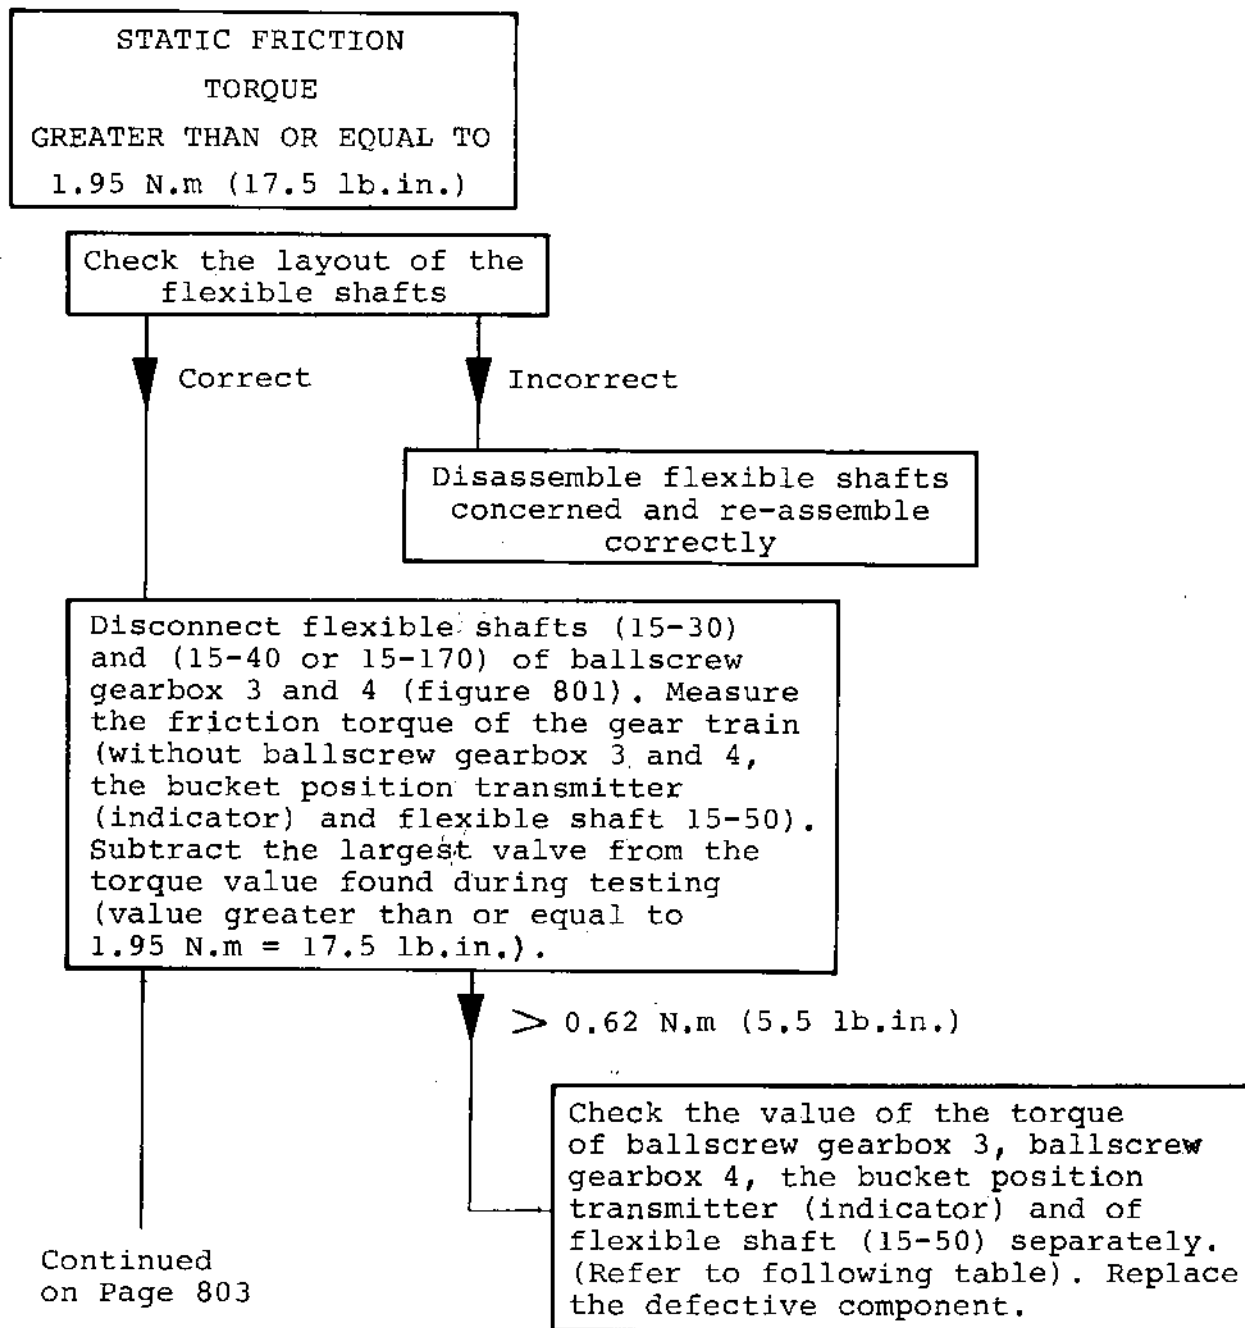 STATIC FRICTION
TORQUE
GREATER THAN OR EQUAL TO
1.95 N.m (17.5 lb.in.)
Check the layout of the
flexible shafts
Correct
Incorrect
Disassemble flexible shafts
concerned and re-assemble
correctly
Disconnect flexible shafts (15-30)
and (15-40 or 15-170) of ballscrew
gearbox 3 and 4 (figure 801). Measure
the friction torque of the gear train
(without ballscrew gearbox 3 and 4,
the bucket position transmitter
(indicator) and flexible shaft 15-50).
Subtract the largest valve from the
torque value found during testing
(value greater than or equal to
1.95 N.m = 17.5 lb.in.).
> 0.62 N.m (5.5 lb.in.)
Check the value of the torque
of ballscrew gearbox 3, ballscrew
gearbox 4, the bucket position
transmitter (indicator) and of
flexible shaft (15-50) separately.
(Refer to following table). Replace
the defective component.
Continued
on Page 803